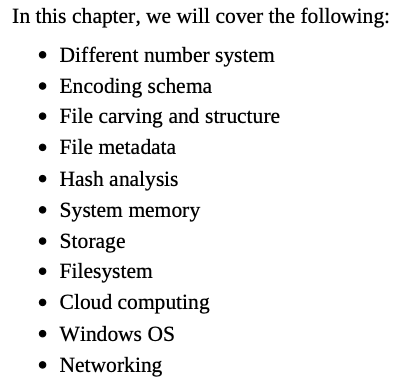 In this chapter, we will cover the following:
• Different number system
• Encoding schema
• File carving and structure
• File metadata
• Hash analysis
• System memory
• Storage
• Filesystem
• Cloud computing
• Windows OS
• Networking